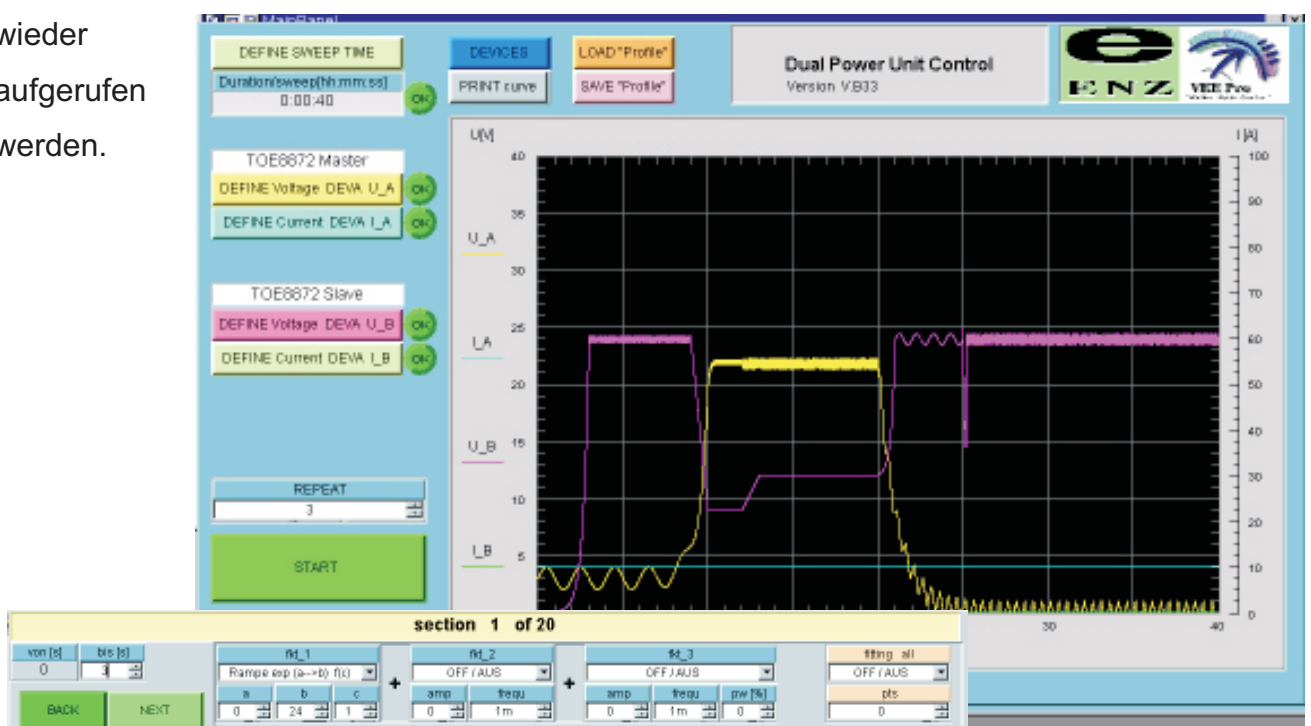 wieder
aufgerufen
werden.
MainPanel
DEFINE SWEEP TIME
Duration/sweep[hh:mm:ss]
0:00:40
OK
DEVICES
PRINT curve
LOAD "Profile"
SAVE "Profile"
Dual Power Unit Control
Version V.B33
e
ENZ
VEE Pro
TOE8872 Master
DEFINE Voltage DEVA U_A
OK
DEFINE Current DEVA I_A
OK
TOE8872 Slave
DEFINE Voltage DEVA U_B
OK
DEFINE Current DEVA I_B
OK
REPEAT
3
START
U[V]
40
35
30
25
20
15
10
5
U_A
I_A
U_B
I_B
I [A]
100
90
80
70
60
50
40
30
20
10
0
30
40
section 1 of 20
von [s]
0
bis [s]
3
BACK
NEXT
fkt_1
Rampe exp (a-->b) f(c)
a b c
0 24 1
+
fkt_2
OFF / AUS
amp frequ
0 1m
+
fkt_3
OFF / AUS
amp frequ pw [%]
0 1m 0
fitting all
OFF / AUS
pts
0